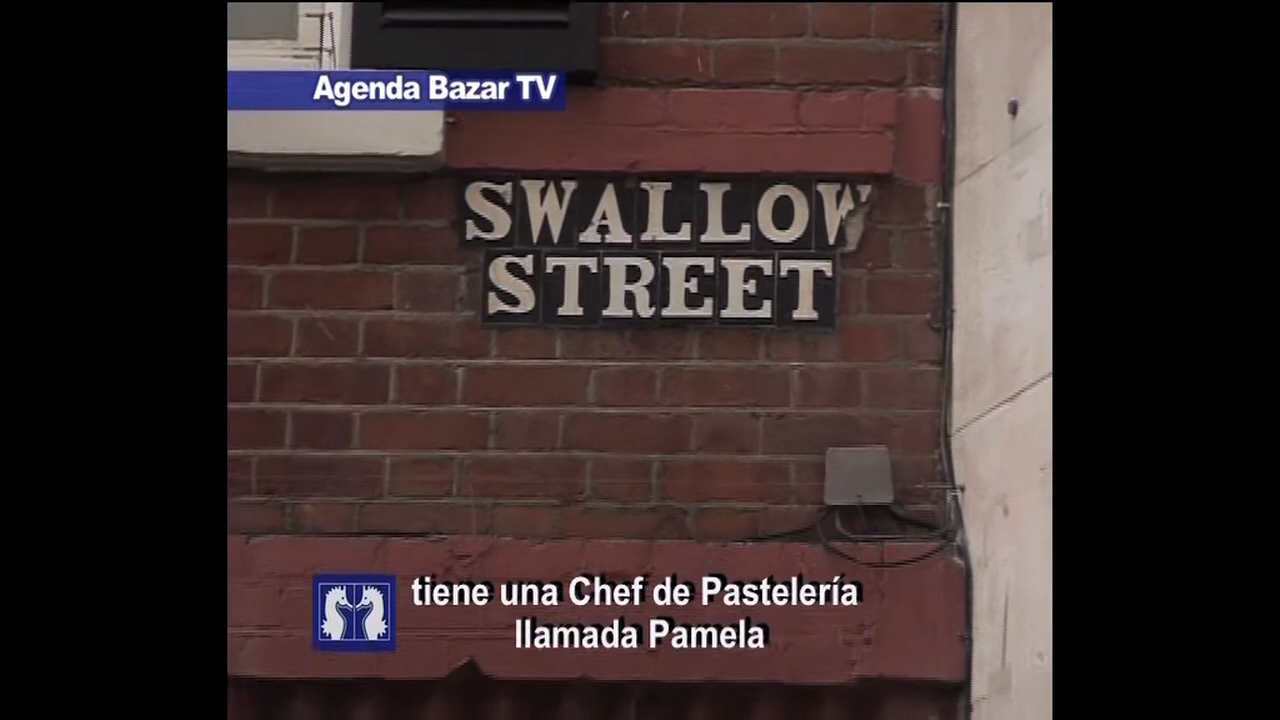 Agenda Bazar TV
SWALLOW
STREET
tiene una Chef de Pastelería
llamada Pamela